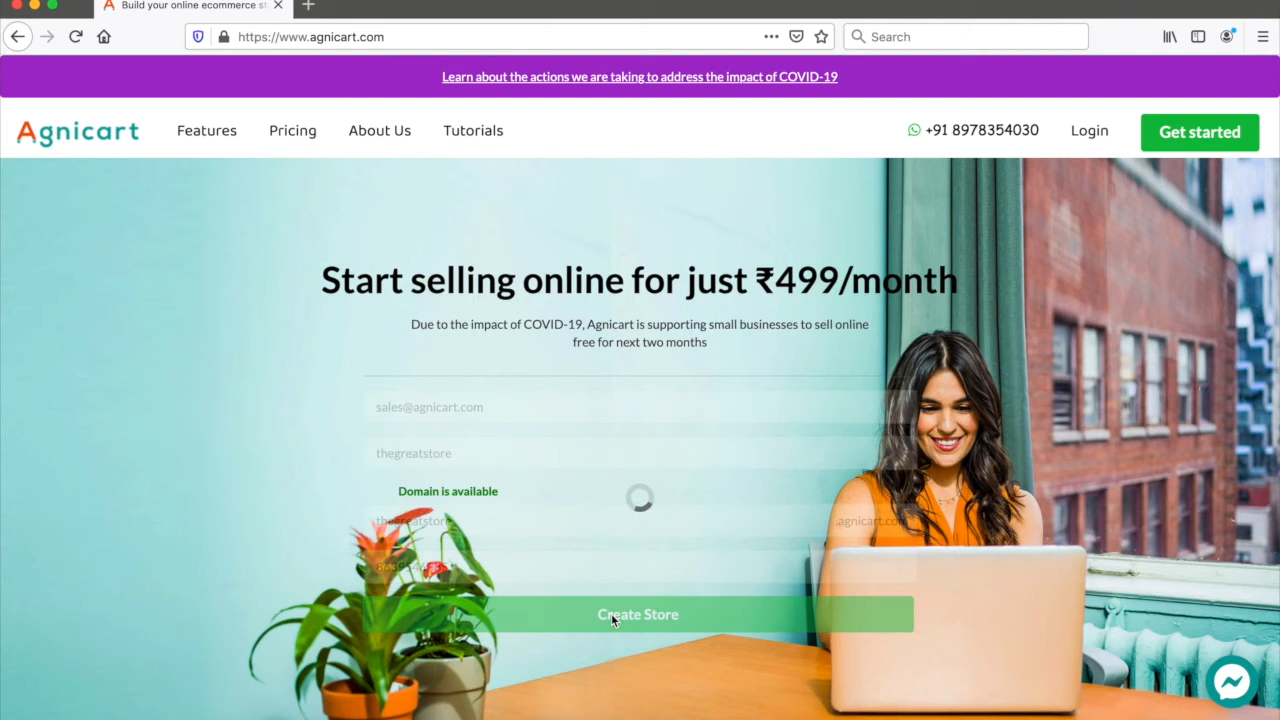 Build your online ecommerce st
https://www.agnicart.com
Search
Learn about the actions we are taking to address the impact of COVID-19
Agnicart
Features
Pricing
About Us
Tutorials
+91 8978354030
Login
Get started
Start selling online for just ₹499/month
Due to the impact of COVID-19, Agnicart is supporting small businesses to sell online
free for next two months
sales@agnicart.com
thegreatstore
Domain is available
thegreatstore
.agnicart.com
Create Store